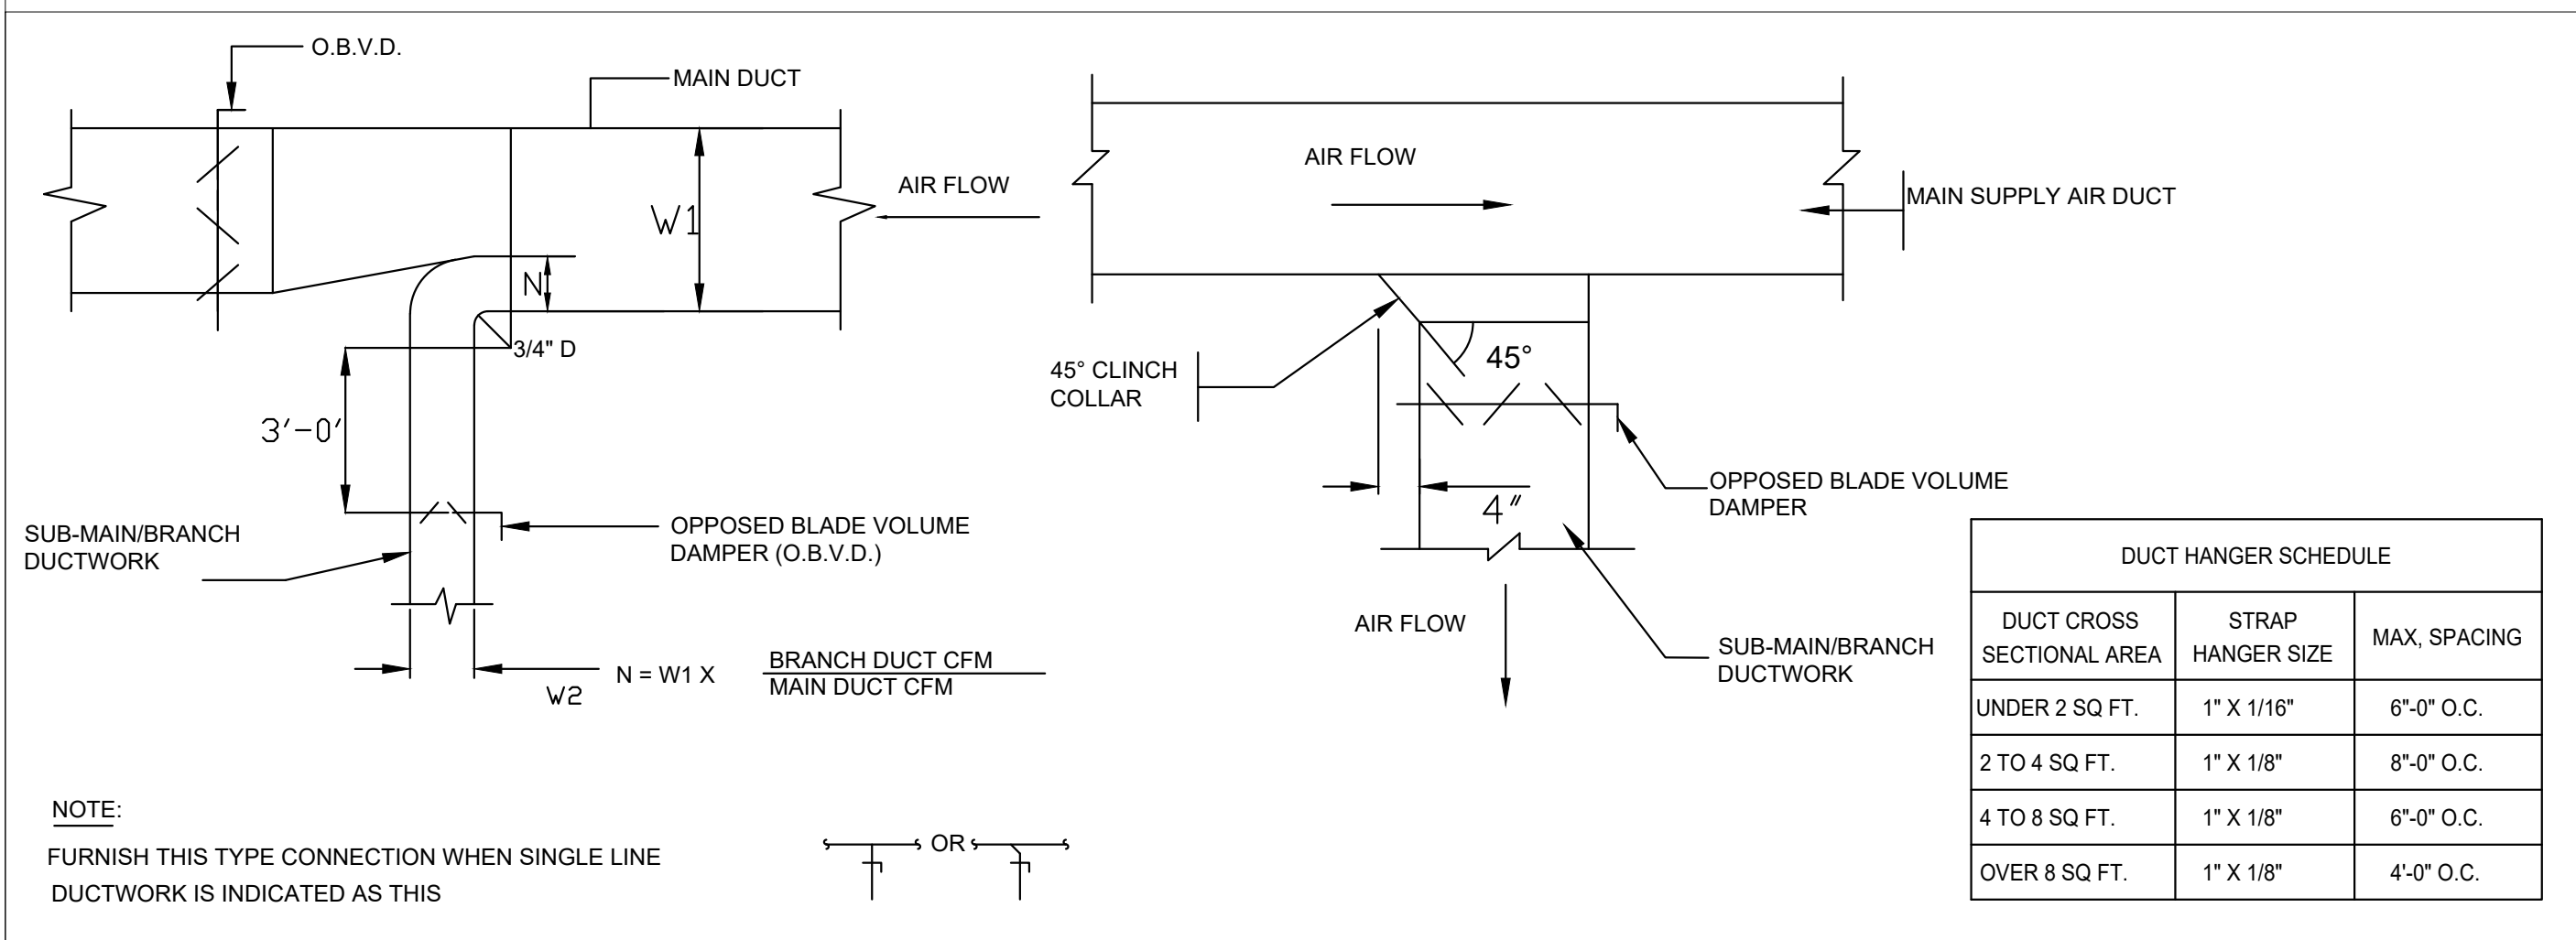 O.B.V.D.
MAIN DUCT
AIR FLOW
W1
N
3/4" D
3'-0'
SUB-MAIN/BRANCH
DUCTWORK
OPPOSED BLADE VOLUME
DAMPER (O.B.V.D.)
W2
N = W1 X
BRANCH DUCT CFM
MAIN DUCT CFM
NOTE:
FURNISH THIS TYPE CONNECTION WHEN SINGLE LINE
DUCTWORK IS INDICATED AS THIS
OR
AIR FLOW
MAIN SUPPLY AIR DUCT
45° CLINCH
COLLAR
45°
4"
OPPOSED BLADE VOLUME
DAMPER
AIR FLOW
SUB-MAIN/BRANCH
DUCTWORK
DUCT HANGER SCHEDULE
DUCT CROSS
SECTIONAL AREA
STRAP
HANGER SIZE
MAX, SPACING
UNDER 2 SQ FT. 1" X 1/16" 6"-0" O.C.
2 TO 4 SQ FT. 1" X 1/8" 8"-0" O.C.
4 TO 8 SQ FT. 1" X 1/8" 6"-0" O.C.
OVER 8 SQ FT. 1" X 1/8" 4'-0" O.C.